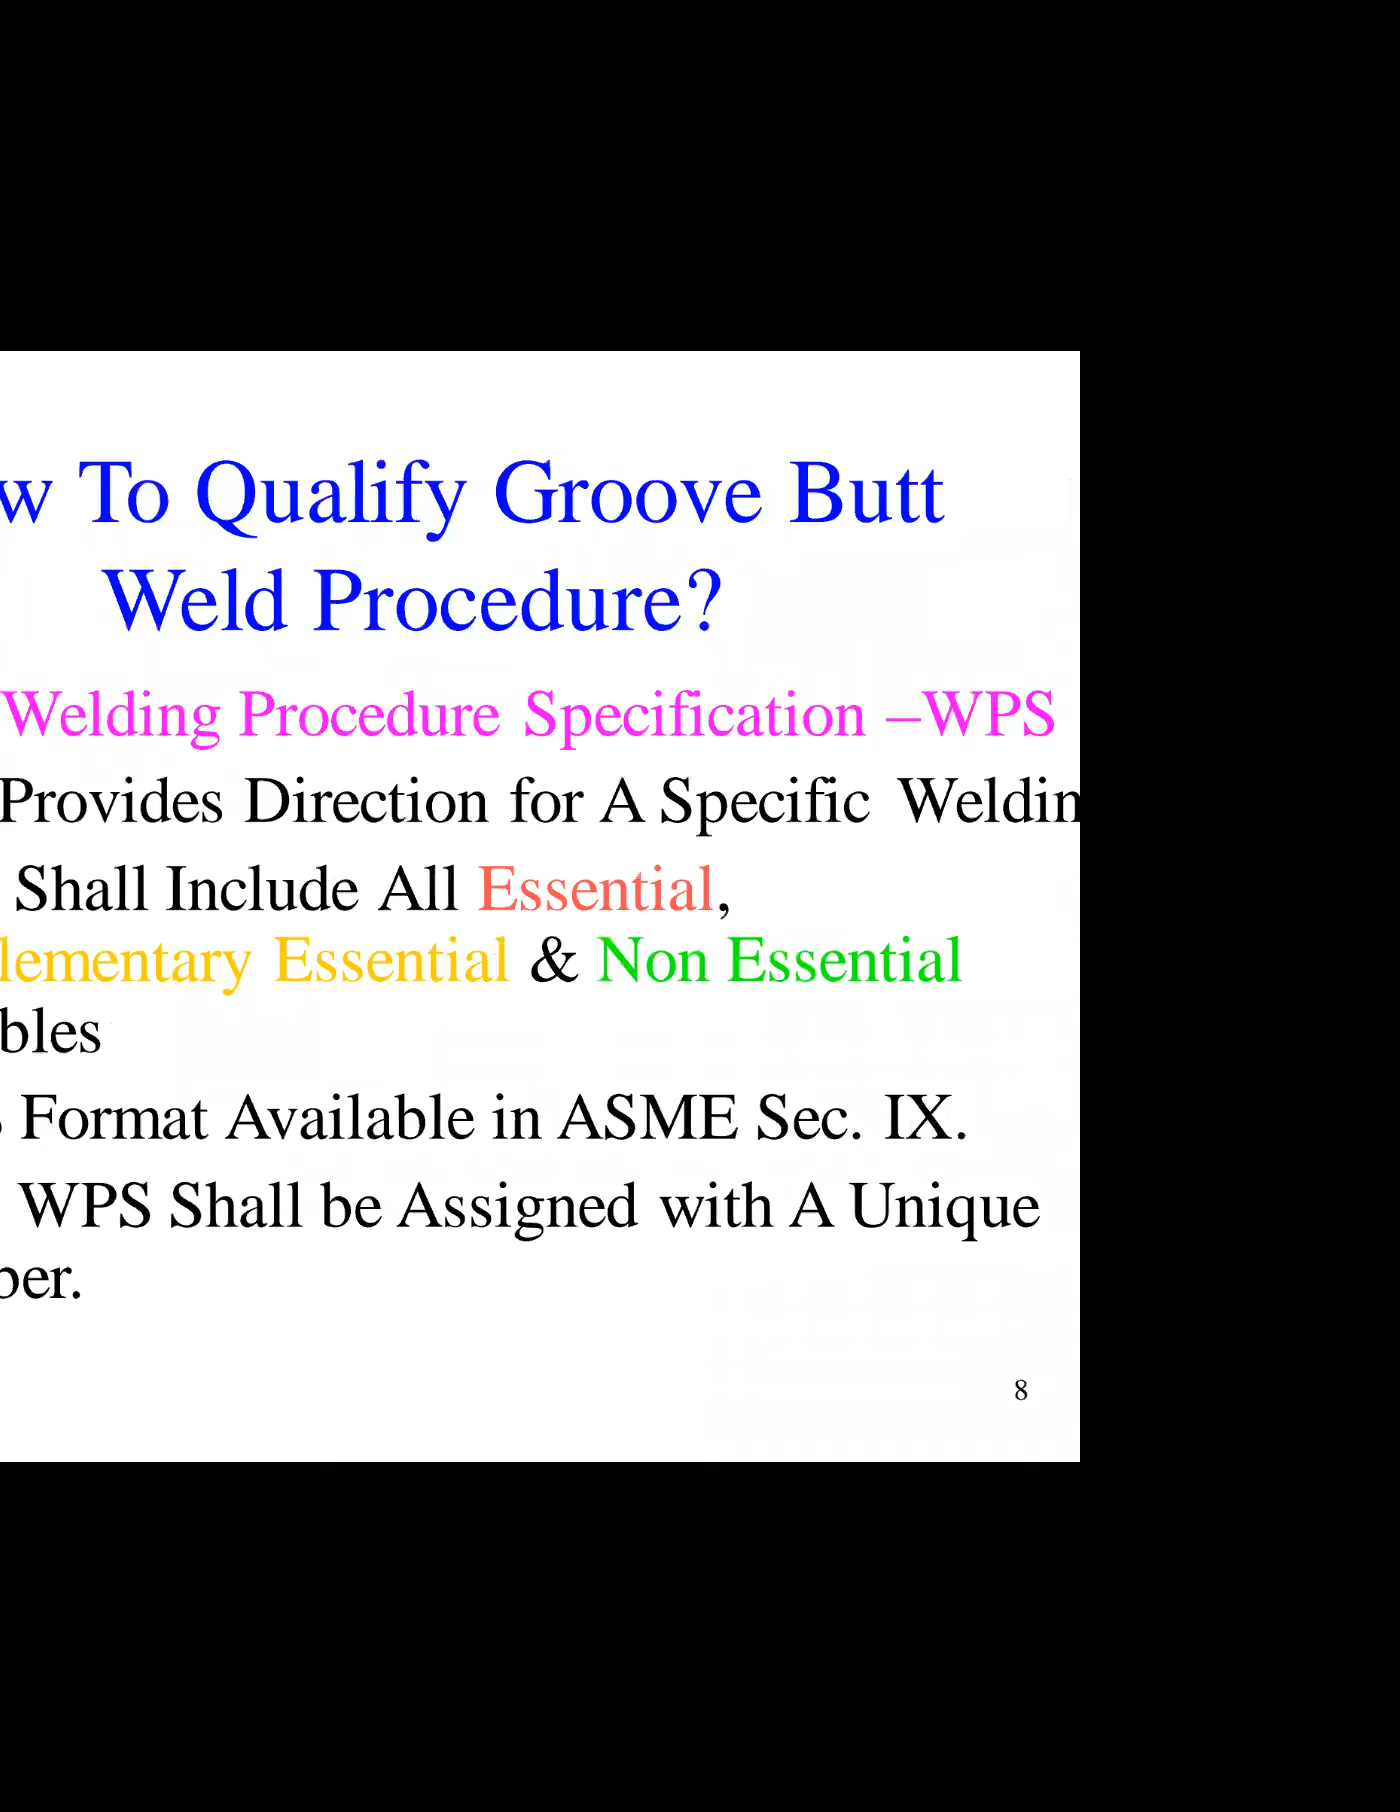 w To Qualify Groove Butt
Weld Procedure?
Welding Procedure Specification –WPS
Provides Direction for A Specific Weldin
Shall Include All Essential,
lementary Essential & Non Essential
bles
Format Available in ASME Sec. IX.
WPS Shall be Assigned with A Unique
ber.
8